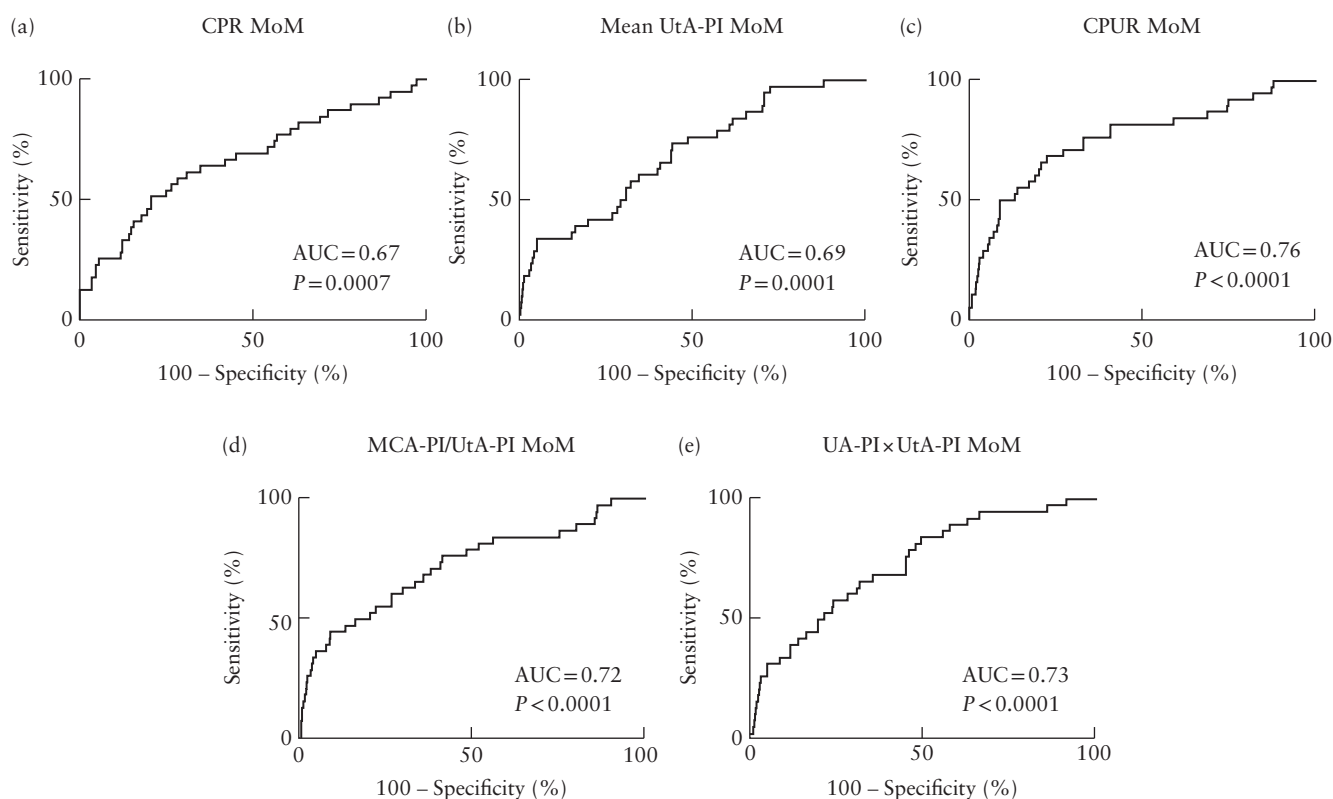 (a)
CPR MoM
100
50
0
Sensitivity (%)
AUC=0.67
P=0.0007
0
50
100
100 – Specificity (%)
(b)
Mean UtA-PI MoM
100
50
0
Sensitivity (%)
AUC=0.69
P=0.0001
0
50
100
100 – Specificity (%)
(c)
CPUR MoM
100
50
0
Sensitivity (%)
AUC=0.76
P<0.0001
0
50
100
100 – Specificity (%)
(d)
MCA-PI/UtA-PI MoM
100
50
0
Sensitivity (%)
AUC=0.72
P<0.0001
0
50
100
100 – Specificity (%)
(e)
UA-PI×UtA-PI MoM
100
50
0
Sensitivity (%)
AUC=0.73
P<0.0001
0
50
100
100 – Specificity (%)